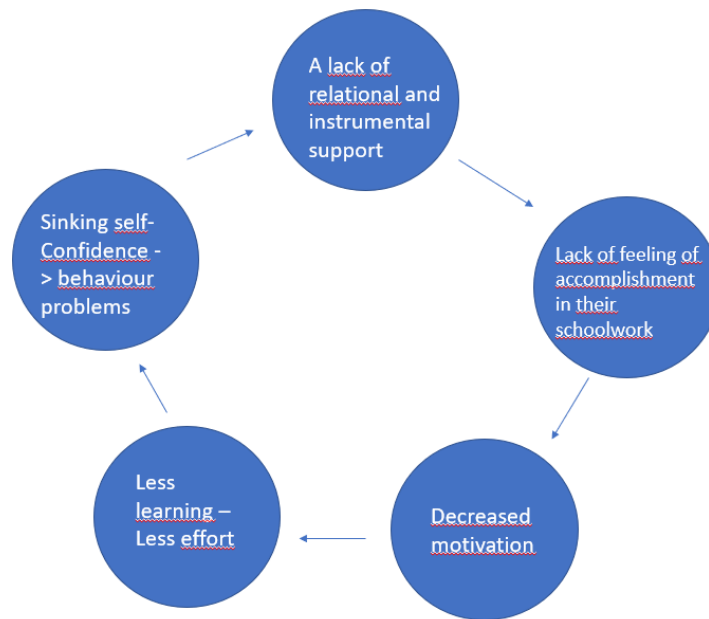 A lack of
relational and
instrumental
support
Lack of feeling of
accomplishment
in their
schoolwork
Decreased
motivation
Less
learning –
Less effort
Sinking self-
Confidence -
> behaviour
problems